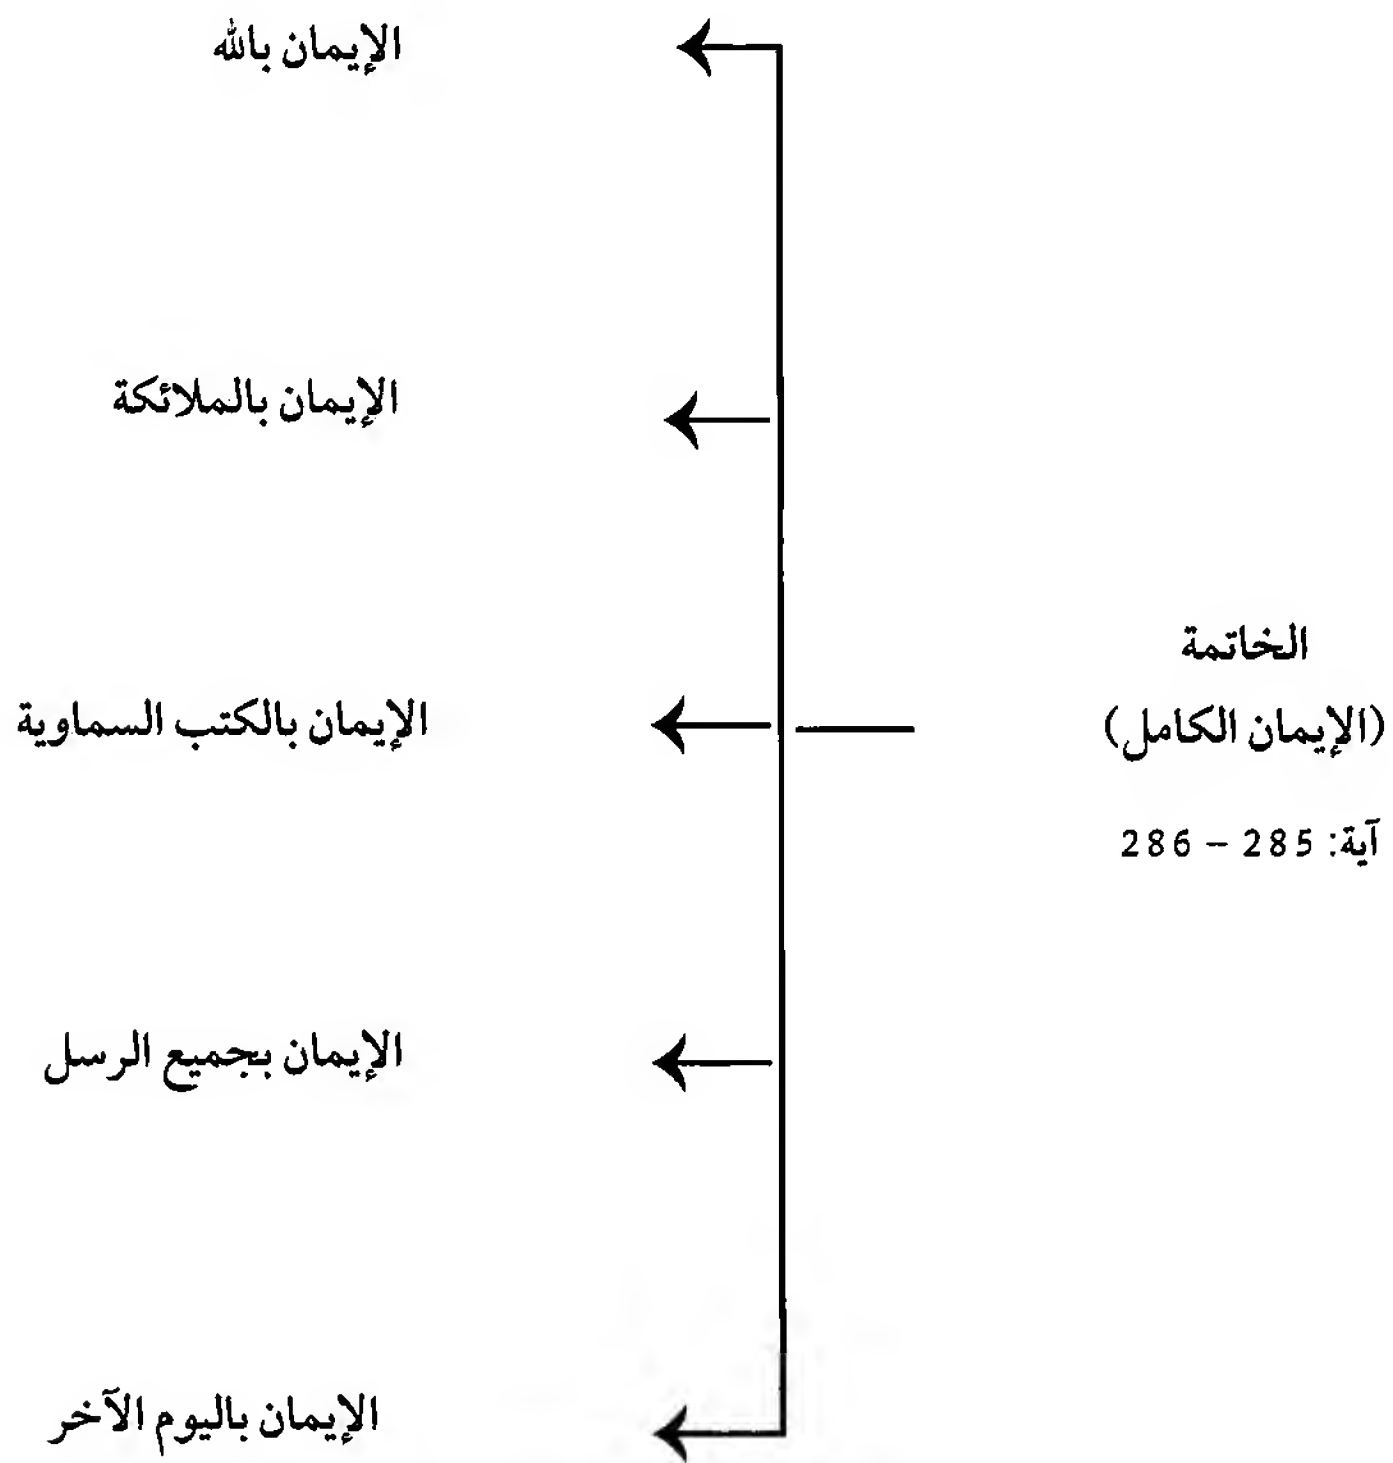 الخاتمة
(الإيمان الكامل)
آية: 285 – 286
الإيمان بالله
الإيمان بالملائكة
الإيمان بالكتب السماوية
الإيمان بجميع الرسل
الإيمان باليوم الآخر